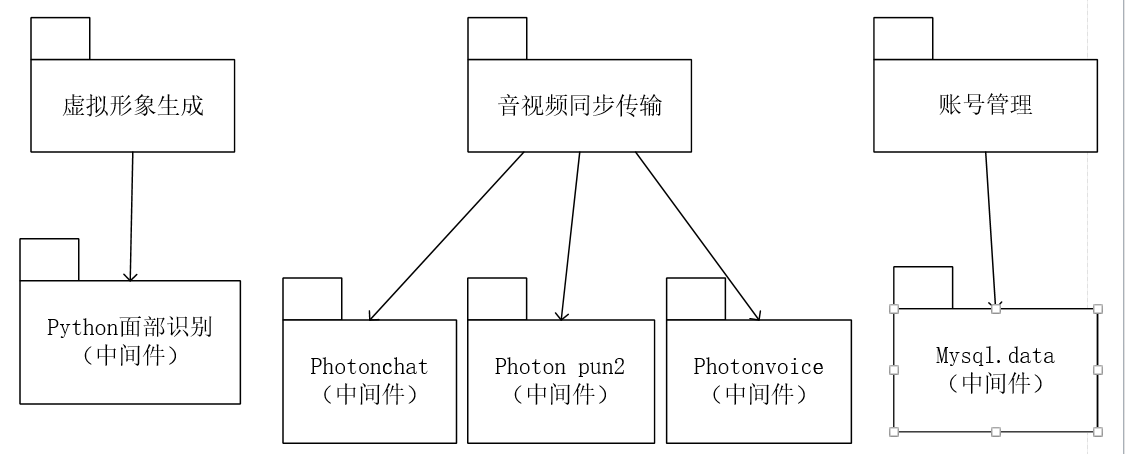 虚拟形象生成
音视频同步传输
账号管理
Python面部识别
（中间件）
Photonchat
（中间件）
Photon pun2
（中间件）
Photonvoice
（中间件）
Mysql.data
（中间件）